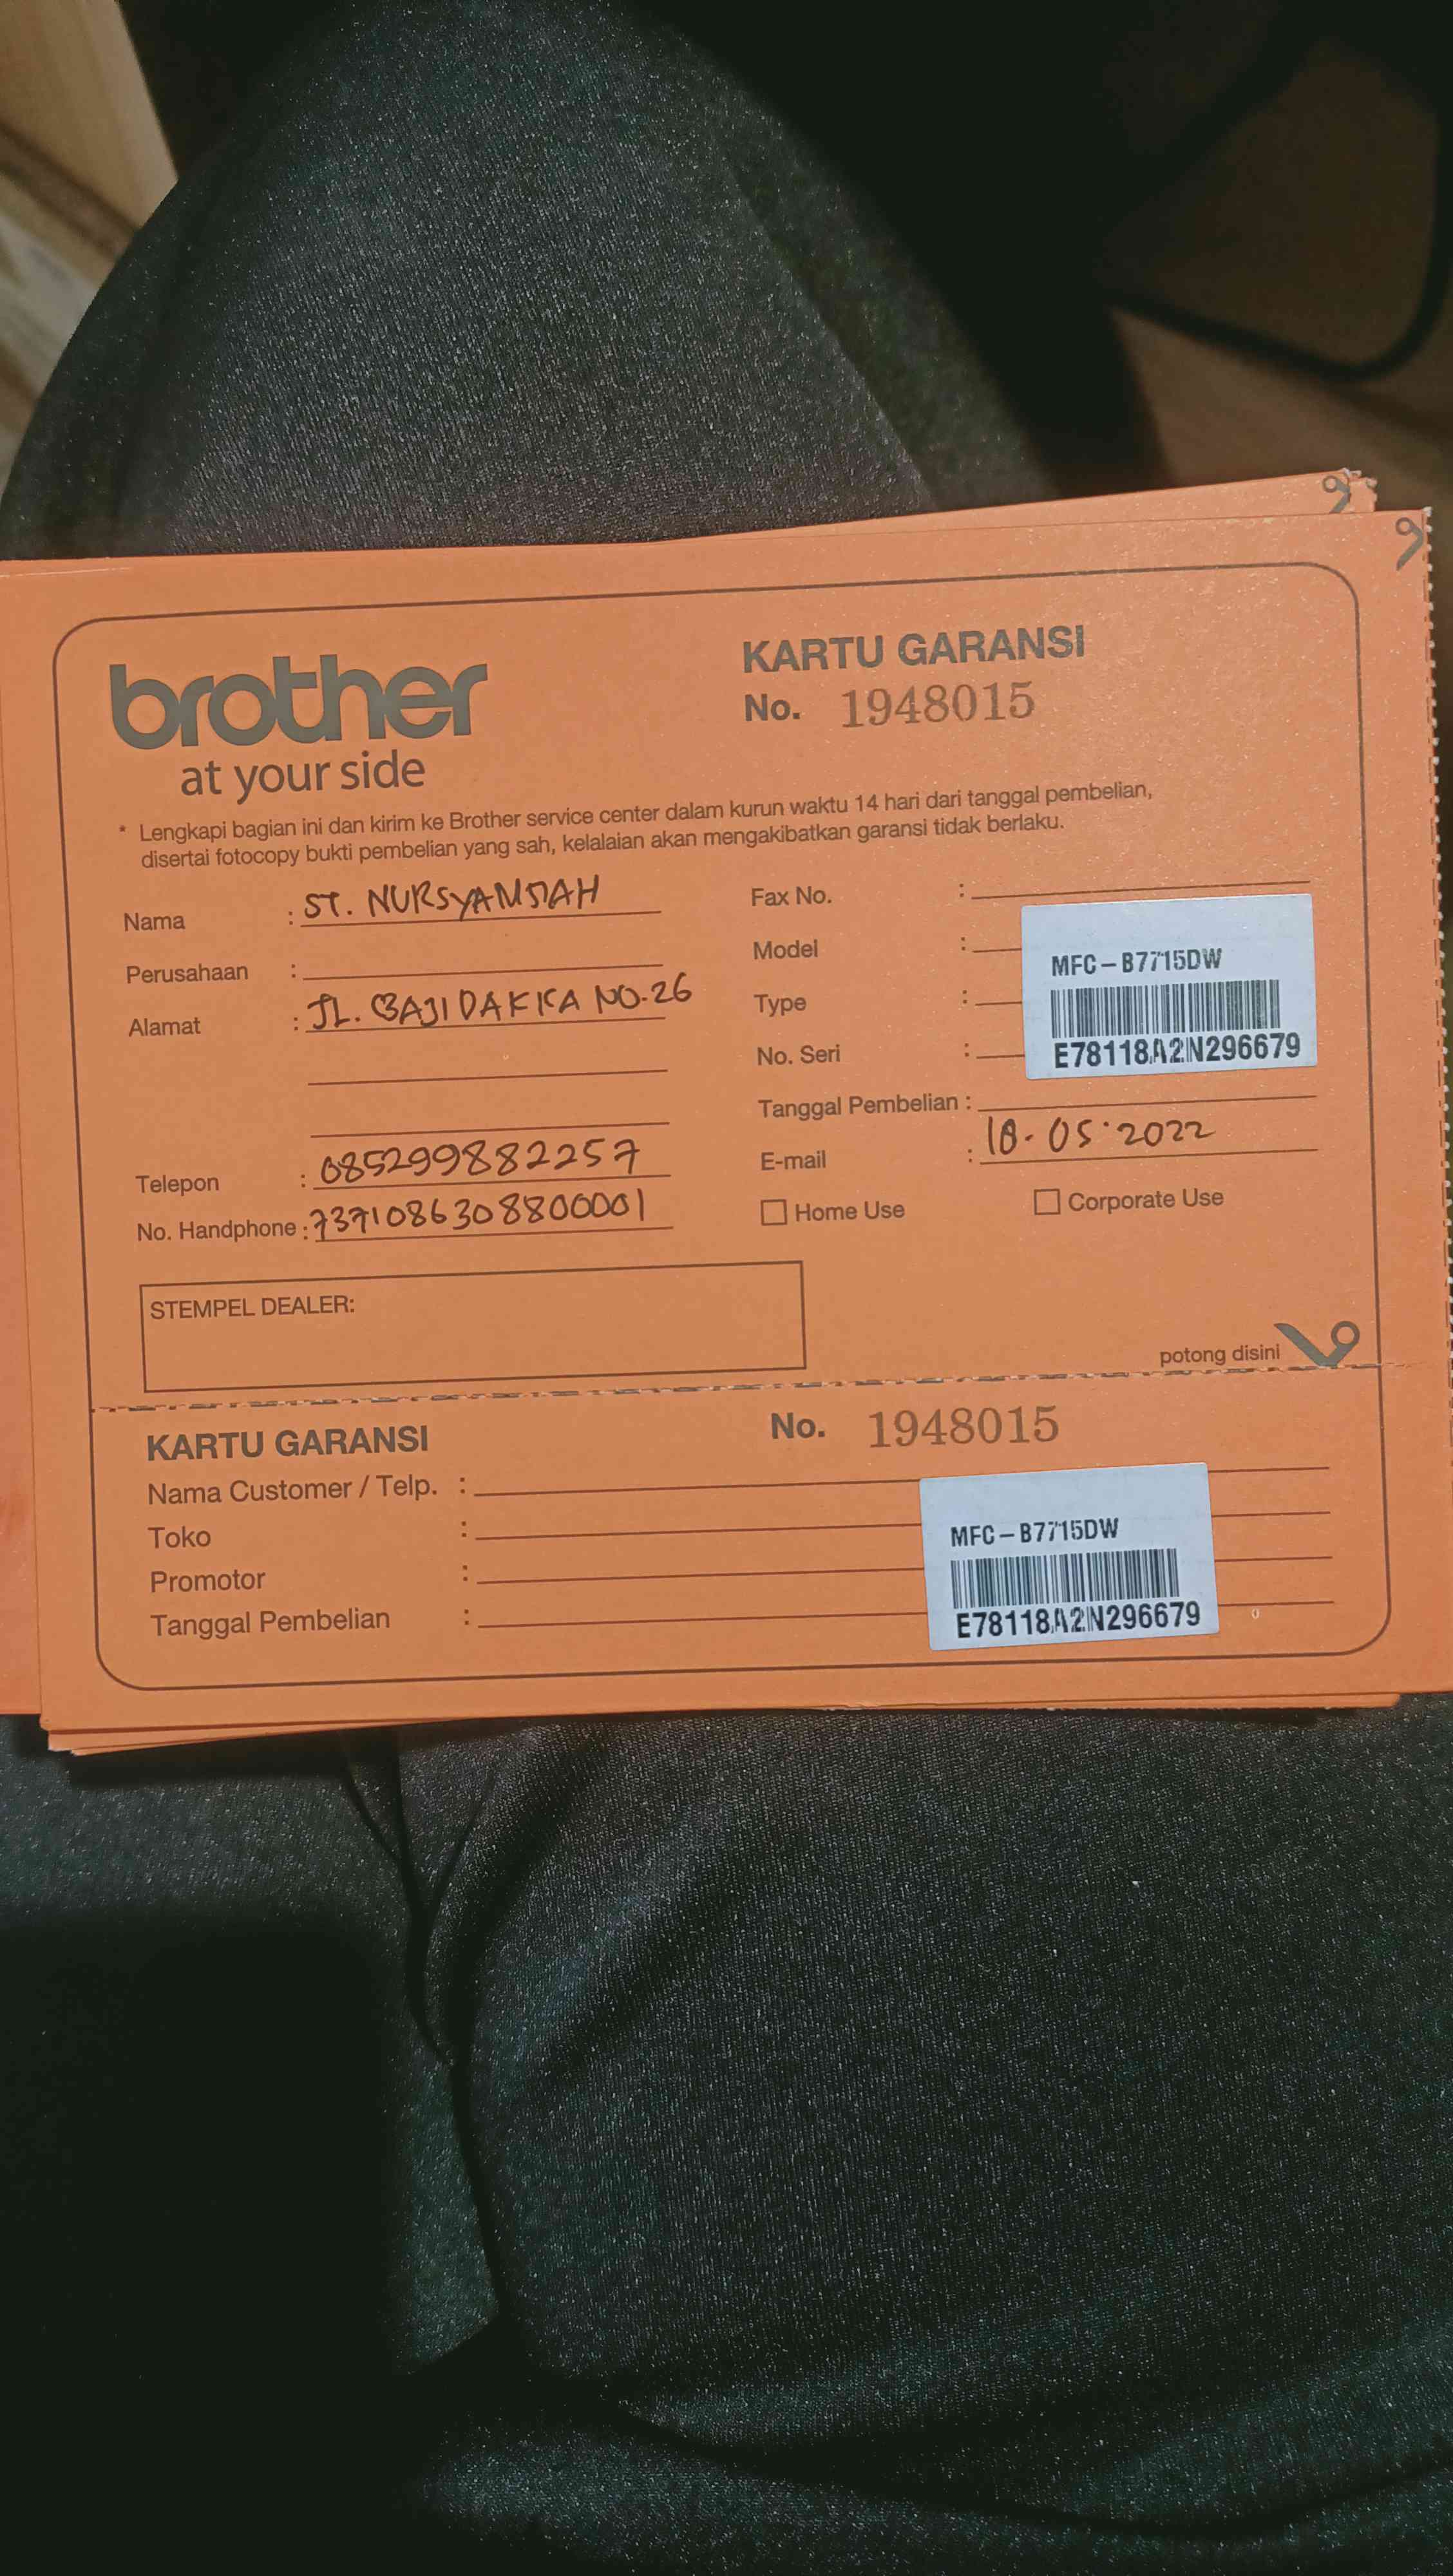 brother
at your side
KARTU GARANSI
No. 1948015
* Lengkapi bagian ini dan kirim ke Brother service center dalam kurun waktu 14 hari dari tanggal pembelian,
disertai fotocopy bukti pembelian yang sah, kelalaian akan mengakibatkan garansi tidak berlaku.
Nama : ST. NURSYAMSIAH
Perusahaan :
Alamat : JL. BAJI DAKKA NO.26
Telepon : 085299882257
No. Handphone : 7371086308800001
Fax No. :
Model :
Type :
No. Seri :
MFC-B7715DW
E78118A2N296679
Tanggal Pembelian :
E-mail : 18.05.2022
Home Use
Corporate Use
STEMPEL DEALER:
potong disini
KARTU GARANSI
No. 1948015
Nama Customer / Telp. :
Toko :
Promotor :
Tanggal Pembelian :
MFC-B7715DW
E78118A2N296679